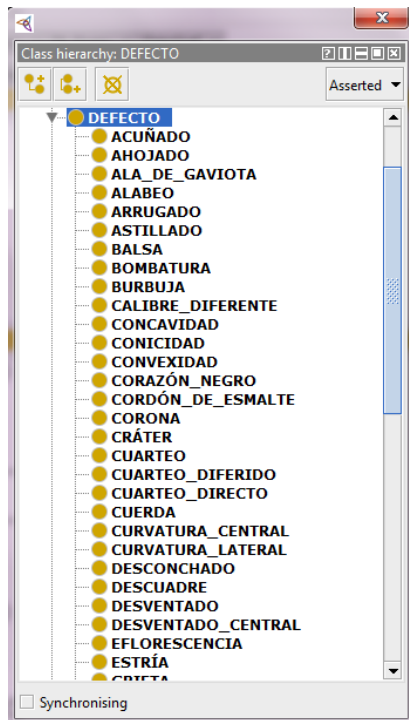 Class hierarchy: DEFECTO
Asserted
DEFECTO
ACUÑADO
AHOJADO
ALA_DE_GAVIOTA
ALABEO
ARRUGADO
ASTILLADO
BALSA
BOMBATURA
BURBUJA
CALIBRE_DIFERENTE
CONCAVIDAD
CONICIDAD
CONVEXIDAD
CORAZÓN_NEGRO
CORDÓN_DE_ESMALTE
CORONA
CRÁTER
CUARTEO
CUARTEO_DIFERIDO
CUARTEO_DIRECTO
CUERDA
CURVATURA_CENTRAL
CURVATURA_LATERAL
DESCONCHADO
DESCUADRE
DESVENTADO
DESVENTADO_CENTRAL
EFLORESCENCIA
ESTRÍA
Synchronising